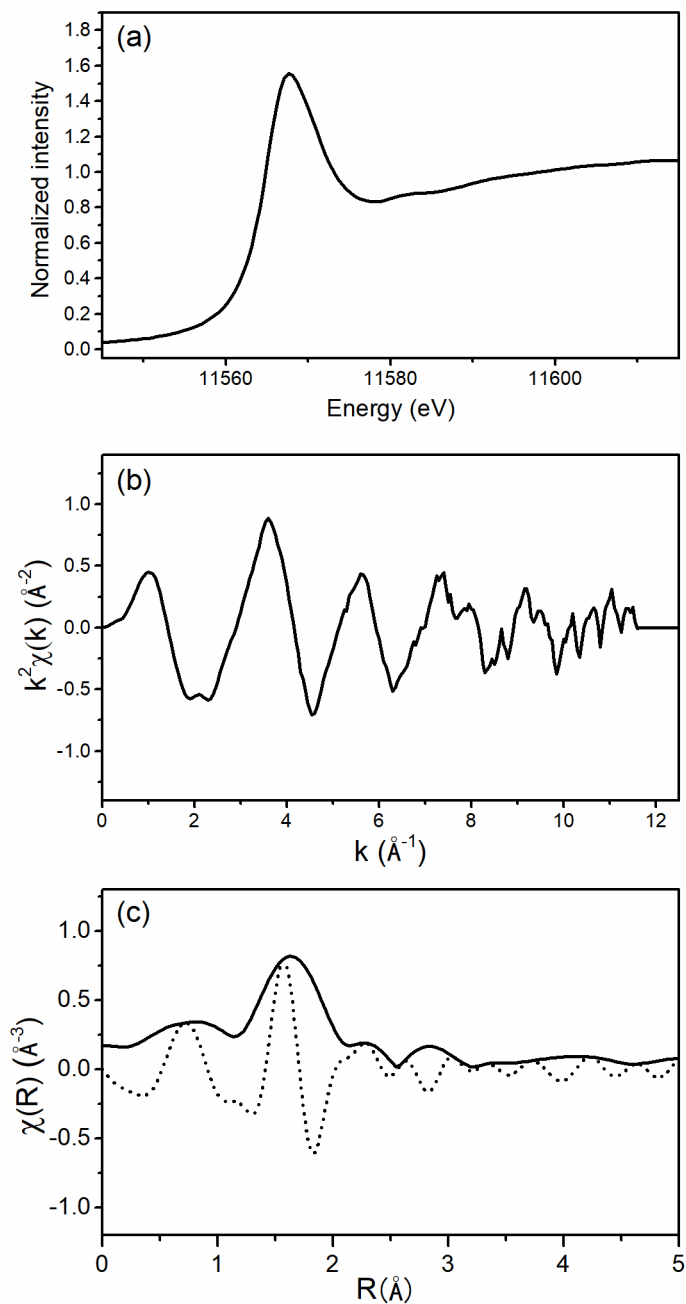 (a)
Normalized intensity
1.8
1.6
1.4
1.2
1.0
0.8
0.6
0.4
0.2
0.0
11560 11580 11600
Energy (eV)
(b)
k²χ(k) (Å⁻²)
1.0
0.5
0.0
-0.5
-1.0
0 2 4 6 8 10 12
k (Å⁻¹)
(c)
χ(R) (Å⁻³)
1.0
0.5
0.0
-0.5
-1.0
0 1 2 3 4 5
R(Å)